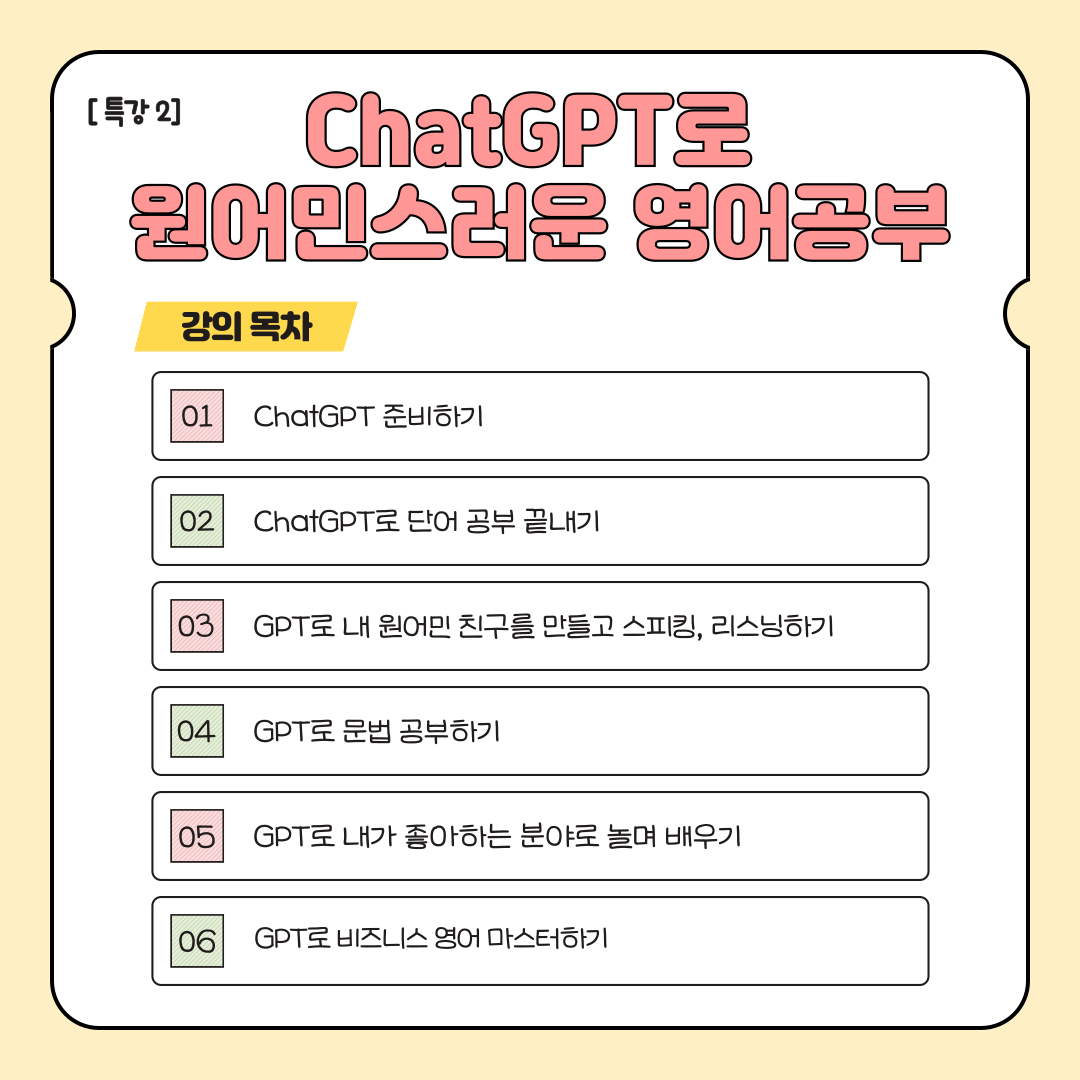 [ 특강 2]
ChatGPT로
원어민스러운 영어공부
강의 목차
01 ChatGPT 준비하기
02 ChatGPT로 단어 공부 끝내기
03 GPT로 내 원어민 친구를 만들고 스피킹, 리스닝하기
04 GPT로 문법 공부하기
05 GPT로 내가 좋아하는 분야로 놀며 배우기
06 GPT로 비즈니스 영어 마스터하기